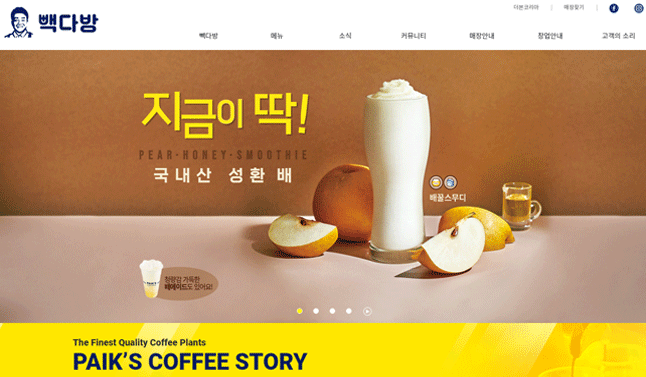 더본코리아 | 매장찾기 |
빽다방
빽다방 메뉴 소식 커뮤니티 매장안내 창업안내 고객의 소리
지금이 딱!
PEAR·HONEY·SMOOTHIE
국내산 성환 배
배꿀스무디
청량감 가득한
배에이드도 있어요!
The Finest Quality Coffee Plants
PAIK'S COFFEE STORY